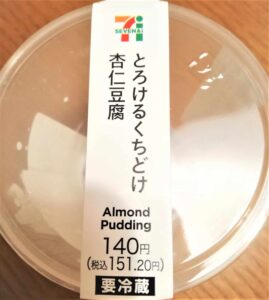 SEVEN&i
とろけるくちどけ
杏仁豆腐
Almond
Pudding
140円
(税込151.20円)
要冷蔵